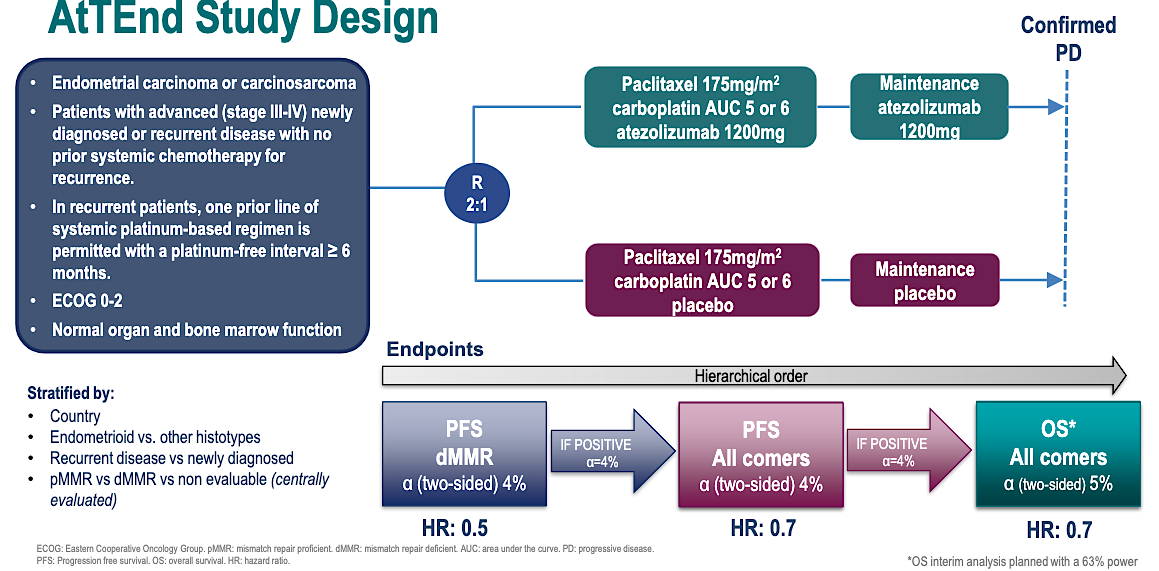 AtTEnd Study Design
• Endometrial carcinoma or carcinosarcoma
• Patients with advanced (stage III-IV) newly
diagnosed or recurrent disease with no
prior systemic chemotherapy for
recurrence.
• In recurrent patients, one prior line of
systemic platinum-based regimen is
permitted with a platinum-free interval ≥ 6
months.
• ECOG 0-2
• Normal organ and bone marrow function
R
2:1
Paclitaxel 175mg/m²
carboplatin AUC 5 or 6
atezolizumab 1200mg
Maintenance
atezolizumab
1200mg
Confirmed
PD
Paclitaxel 175mg/m²
carboplatin AUC 5 or 6
placebo
Maintenance
placebo
Stratified by:
• Country
• Endometrioid vs. other histotypes
• Recurrent disease vs newly diagnosed
• pMMR vs dMMR vs non evaluable (centrally
evaluated)
Endpoints
Hierarchical order
PFS
dMMR
α (two-sided) 4%
HR: 0.5
IF POSITIVE
α=4%
PFS
All comers
α (two-sided) 4%
HR: 0.7
IF POSITIVE
α=4%
OS*
All comers
α (two-sided) 5%
HR: 0.7
ECOG: Eastern Cooperative Oncology Group. pMMR: mismatch repair proficient. dMMR: mismatch repair deficient. AUC: area under the curve. PD: progressive disease.
PFS: Progression free survival. OS: overall survival. HR: hazard ratio.
*OS interim analysis planned with a 63% power